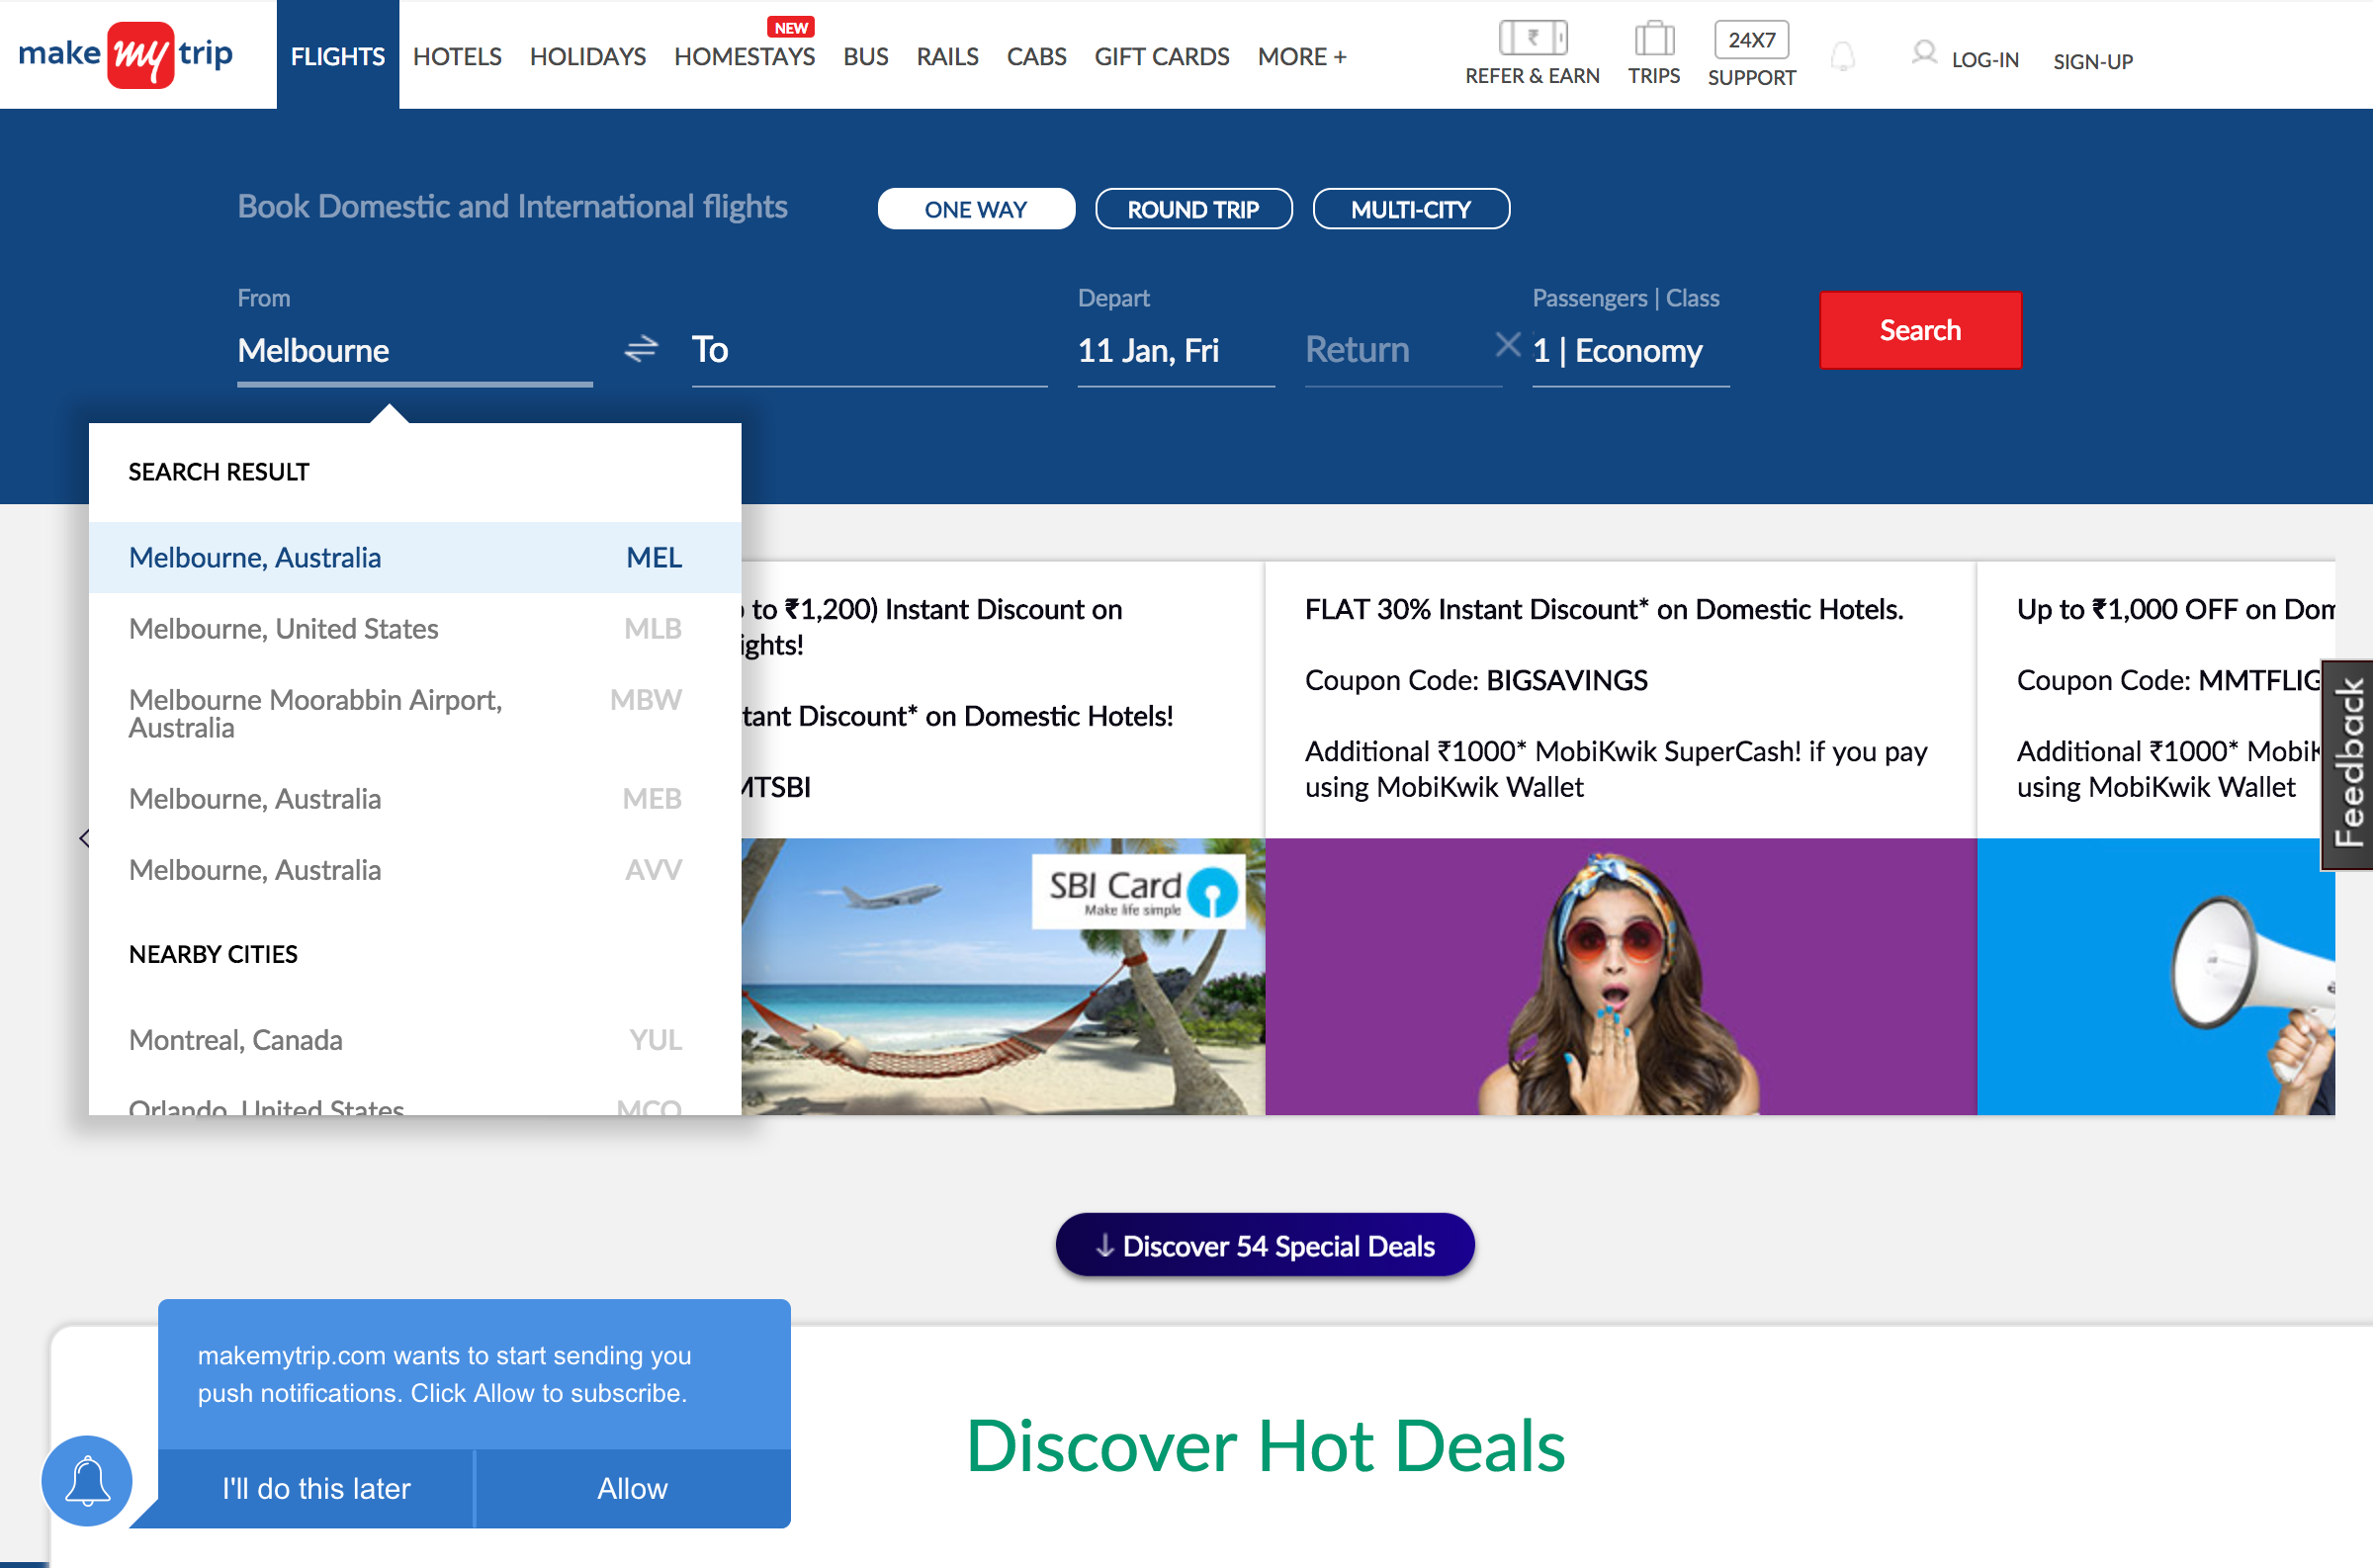 make my trip
FLIGHTS HOTELS HOLIDAYS HOMESTAYS NEW BUS RAILS CABS GIFT CARDS MORE +
₹ REFER & EARN TRIPS 24X7 SUPPORT LOG-IN SIGN-UP
Book Domestic and International flights ONE WAY ROUND TRIP MULTI-CITY
From Depart Passengers | Class
Melbourne To 11 Jan, Fri Return 1 | Economy Search
SEARCH RESULT
Melbourne, Australia MEL
Melbourne, United States MLB
Melbourne Moorabbin Airport, MBW
Australia
Melbourne, Australia MEB
Melbourne, Australia AVV
NEARBY CITIES
Montreal, Canada YUL
Orlando, United States MCO
to ₹1,200) Instant Discount on
ights!
tant Discount* on Domestic Hotels!
MTSBI
SBI Card
Make life simple
FLAT 30% Instant Discount* on Domestic Hotels.
Coupon Code: BIGSAVINGS
Additional ₹1000* MobiKwik SuperCash! if you pay
using MobiKwik Wallet
Up to ₹1,000 OFF on Dom
Coupon Code: MMTFLIG
Additional ₹1000* Mobik
using MobiKwik Wallet
Feedback
Discover 54 Special Deals
makemytrip.com wants to start sending you
push notifications. Click Allow to subscribe.
I'll do this later Allow
Discover Hot Deals